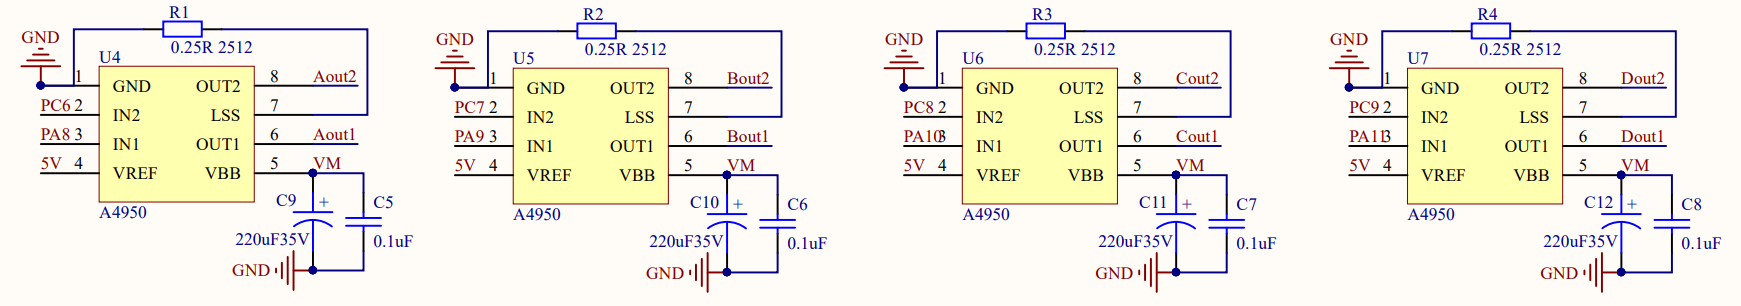 R1
GND
0.25R 2512
U4
1 GND OUT2 8 Aout2
PC6 2 IN2 LSS 7
PA8 3 IN1 OUT1 6 Aout1
5V 4 VREF VBB 5 VM
A4950
C9 + C5
220uF35V 0.1uF
GND
R2
GND
0.25R 2512
U5
1 GND OUT2 8 Bout2
PC7 2 IN2 LSS 7
PA9 3 IN1 OUT1 6 Bout1
5V 4 VREF VBB 5 VM
A4950
C10 + C6
220uF35V 0.1uF
GND
R3
GND
0.25R 2512
U6
1 GND OUT2 8 Cout2
PC8 2 IN2 LSS 7
PA10 3 IN1 OUT1 6 Cout1
5V 4 VREF VBB 5 VM
A4950
C11 + C7
220uF35V 0.1uF
GND
R4
GND
0.25R 2512
U7
1 GND OUT2 8 Dout2
PC9 2 IN2 LSS 7
PA11 3 IN1 OUT1 6 Dout1
5V 4 VREF VBB 5 VM
A4950
C12 + C8
220uF35V 0.1uF
GND